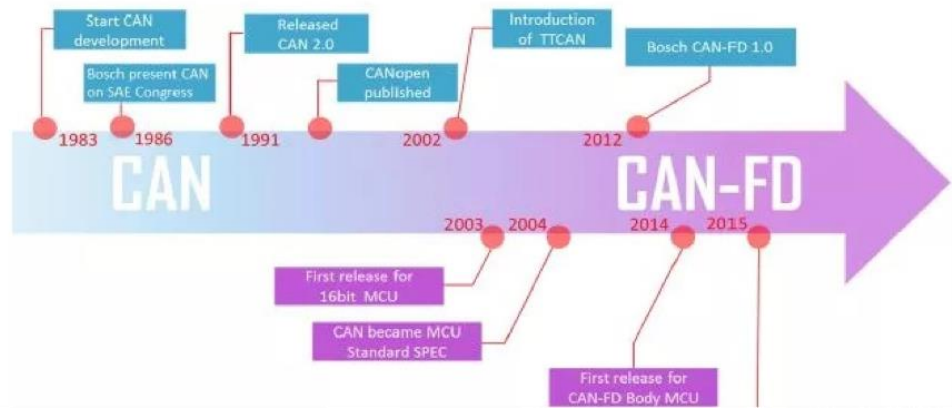 Start CAN
development
Bosch present CAN
on SAE Congress
Released
CAN 2.0
CANopen
published
Introduction
of TTCAN
Bosch CAN-FD 1.0
1983
1986
1991
2002
2012
CAN
CAN-FD
2003
2004
2014
2015
First release for
16bit MCU
CAN became MCU
Standard SPEC
First release for
CAN-FD Body MCU